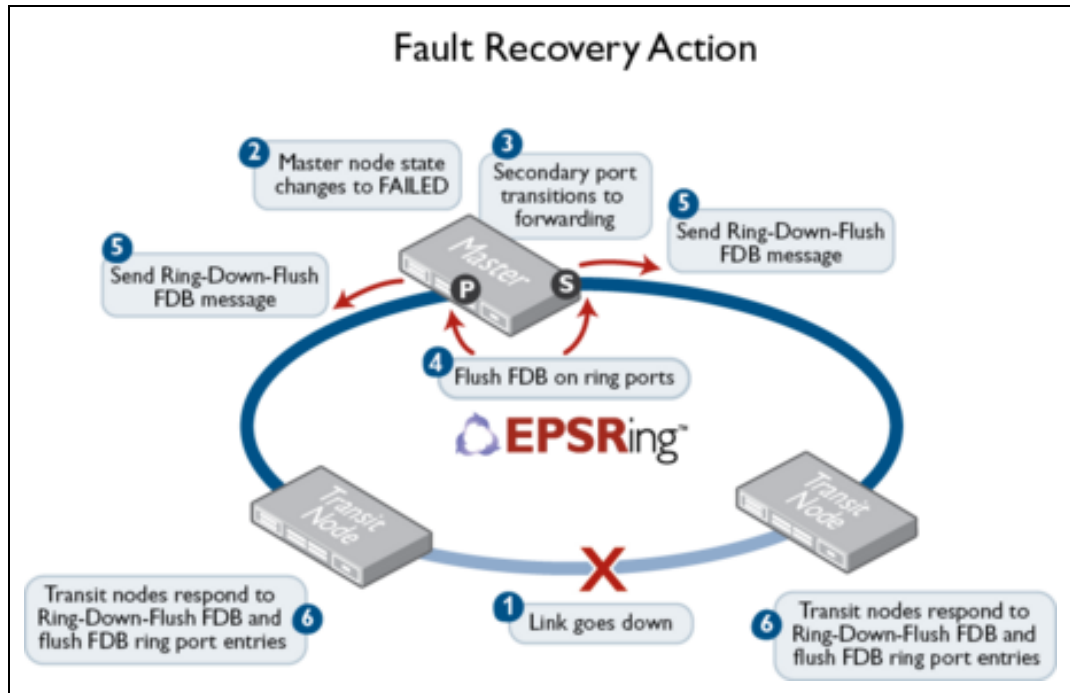 Fault Recovery Action
2
Master node state
changes to FAILED
3
Secondary port
transitions to
forwarding
5
Send Ring-Down-Flush
FDB message
5
Send Ring-Down-Flush
FDB message
Master
P
S
4
Flush FDB on ring ports
EPSRing™
Transit
Node
Transit
Node
1
Link goes down
Transit nodes respond to
Ring-Down-Flush FDB and
flush FDB ring port entries
6
6
Transit nodes respond to
Ring-Down-Flush FDB and
flush FDB ring port entries